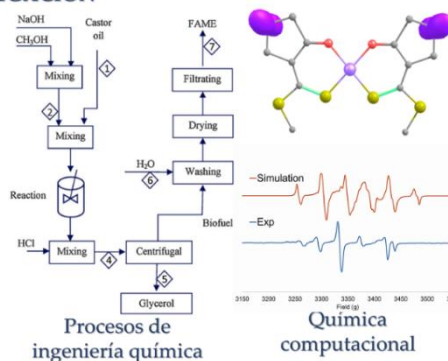 NaOH
CH₃OH
Castor
oil
FAME
1
7
Mixing
Filtrating
2
Mixing
Drying
H₂O
6
Washing
Reaction
Biofuel
HCl
Mixing
4
Centrifugal
5
Glycerol
Procesos de
ingeniería química
Simulation
Exp
3150 3200 3250 3300 3350 3400 3450 3500
Field (g)
Química
computacional